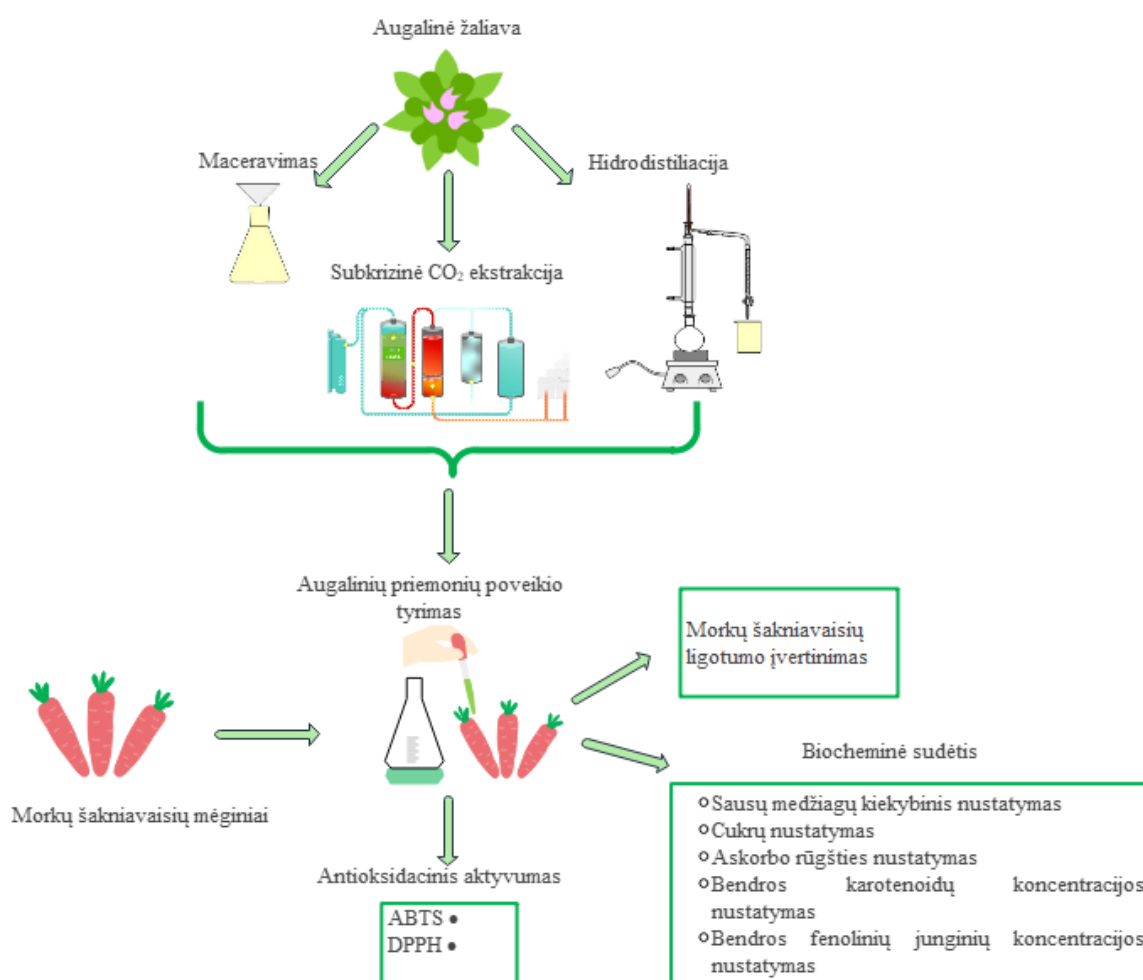 Augalinė žaliava
Maceravimas
Hidrodistiliacija
Subkrizinė CO₂ ekstrakcija
Augalinių priemonių poveikio
tyrimas
Morkų šakniavaisių
ligotumo įvertinimas
Morkų šakniavaisių mėginiai
Biocheminė sudėtis
Sausų medžiagų kiekybinis nustatymas
Cukrų nustatymas
Askorbo rūgšties nustatymas
Bendros karotenoidų koncentracijos
nustatymas
Bendros fenolinių junginių koncentracijos
nustatymas
Antioksidacinis aktyvumas
ABTS •
DPPH •